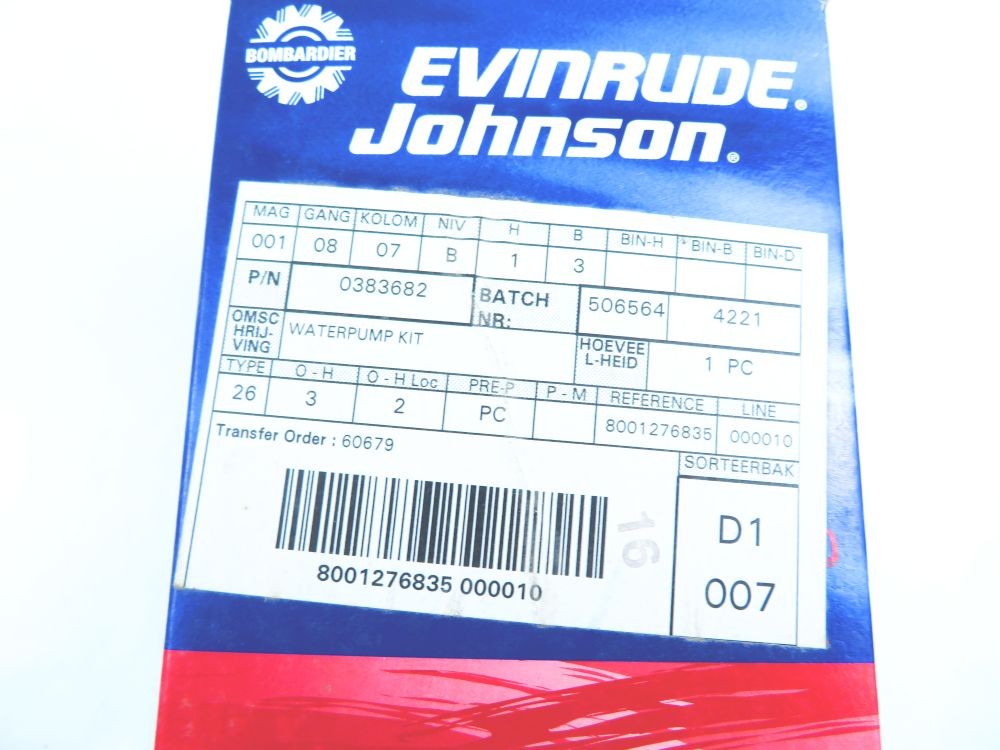 BOMBARDIER
EVINRUDE®
Johnson®
MAG GANG KOLOM NIV H B BIN-H BIN-B BIN-D
001 08 07 B 1 3
P/N 0383682 BATCH NR: 506564 4221
OMSC HRIJ- VING WATERPUMP KIT HOEVEE L-HEID 1 PC
TYPE O - H O - H Loc PRE-P P - M REFERENCE LINE
26 3 2 PC 8001276835 000010
Transfer Order : 60679
SORTEERBAK
D1
007
16
8001276835 000010